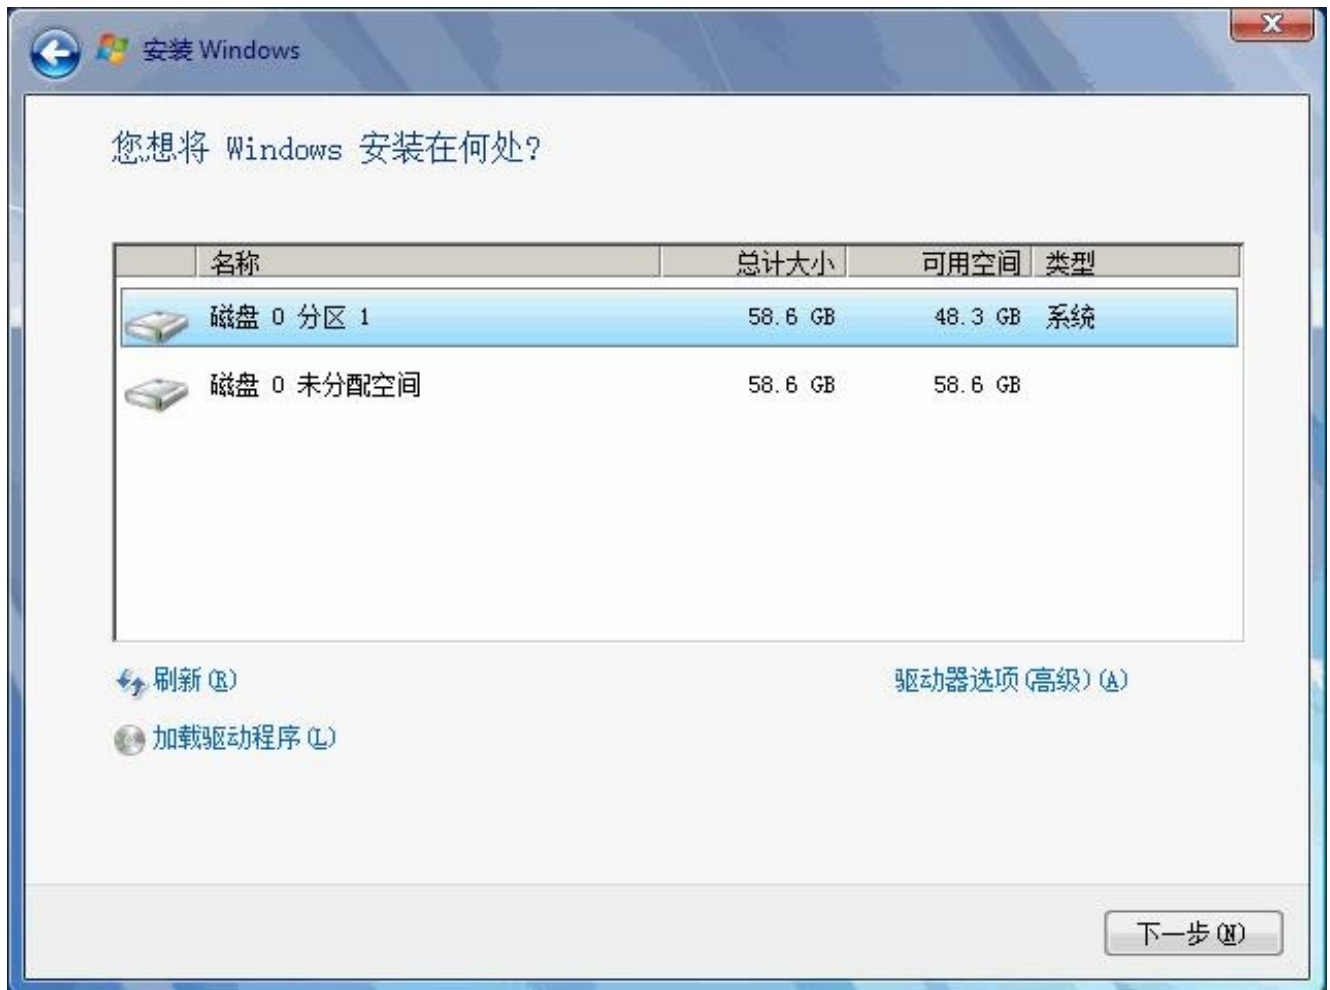 安装 Windows
您想将 Windows 安装在何处?
名称 总计大小 可用空间 类型
磁盘 0 分区 1 58.6 GB 48.3 GB 系统
磁盘 0 未分配空间 58.6 GB 58.6 GB
刷新(R) 驱动器选项(高级)(A)
加载驱动程序(L)
下一步(N)